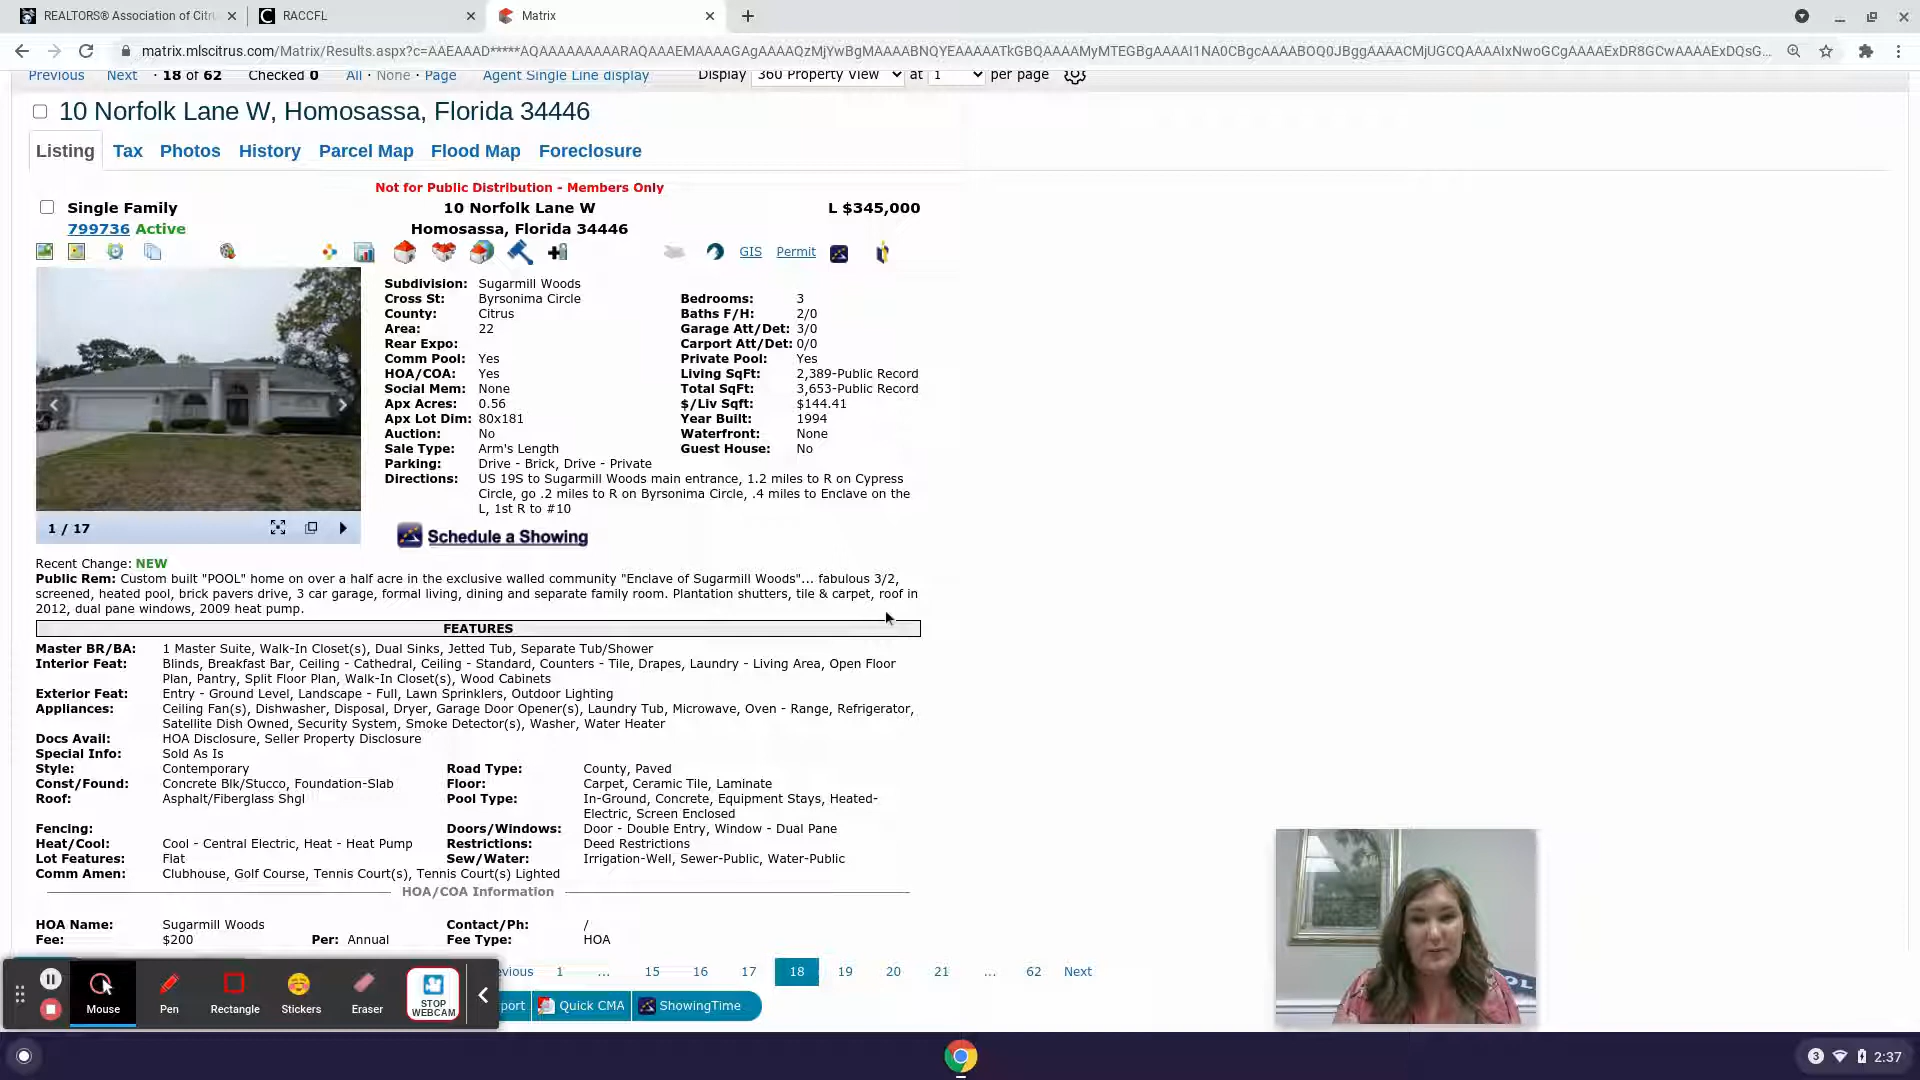 REALTORS® Association of Citru
RACCFL
Matrix
matrix.mlscitrus.com/Matrix/Results.aspx?c=AAEAAAD*****AQAAAAAAAAARAQAAAEMAAAAGAgAAAAQzMjYwBgMAAAABNQYEAAAAATkGBQAAAAMyMTEGBgAAAAI1NA0CBgcAAAABOQ0JBggAAAACMjUGCQAAAAIxNwoGCgAAAAExDR8GCwAAAAExDQsG...
Previous Next · 18 of 62 Checked 0 All · None · Page Agent Single Line display Display 360 Property View at 1 per page
10 Norfolk Lane W, Homosassa, Florida 34446
Listing Tax Photos History Parcel Map Flood Map Foreclosure
Not for Public Distribution - Members Only
Single Family 10 Norfolk Lane W L $345,000
799736 Active Homosassa, Florida 34446
GIS Permit
Subdivision: Sugarmill Woods
Cross St: Byrsonima Circle Bedrooms: 3
County: Citrus Baths F/H: 2/0
Area: 22 Garage Att/Det: 3/0
Rear Expo: Carport Att/Det: 0/0
Comm Pool: Yes Private Pool: Yes
HOA/COA: Yes Living SqFt: 2,389-Public Record
Social Mem: None Total SqFt: 3,653-Public Record
Apx Acres: 0.56 $/Liv Sqft: $144.41
Apx Lot Dim: 80x181 Year Built: 1994
Auction: No Waterfront: None
Sale Type: Arm's Length Guest House: No
Parking: Drive - Brick, Drive - Private
Directions: US 19S to Sugarmill Woods main entrance, 1.2 miles to R on Cypress
Circle, go .2 miles to R on Byrsonima Circle, .4 miles to Enclave on the
L, 1st R to #10
1 / 17
Schedule a Showing
Recent Change: NEW
Public Rem: Custom built "POOL" home on over a half acre in the exclusive walled community "Enclave of Sugarmill Woods"... fabulous 3/2,
screened, heated pool, brick pavers drive, 3 car garage, formal living, dining and separate family room. Plantation shutters, tile & carpet, roof in
2012, dual pane windows, 2009 heat pump.
FEATURES
Master BR/BA: 1 Master Suite, Walk-In Closet(s), Dual Sinks, Jetted Tub, Separate Tub/Shower
Interior Feat: Blinds, Breakfast Bar, Ceiling - Cathedral, Ceiling - Standard, Counters - Tile, Drapes, Laundry - Living Area, Open Floor
Plan, Pantry, Split Floor Plan, Walk-In Closet(s), Wood Cabinets
Exterior Feat: Entry - Ground Level, Landscape - Full, Lawn Sprinklers, Outdoor Lighting
Appliances: Ceiling Fan(s), Dishwasher, Disposal, Dryer, Garage Door Opener(s), Laundry Tub, Microwave, Oven - Range, Refrigerator,
Satellite Dish Owned, Security System, Smoke Detector(s), Washer, Water Heater
Docs Avail: HOA Disclosure, Seller Property Disclosure
Special Info: Sold As Is
Style: Contemporary Road Type: County, Paved
Const/Found: Concrete Blk/Stucco, Foundation-Slab Floor: Carpet, Ceramic Tile, Laminate
Roof: Asphalt/Fiberglass Shgl Pool Type: In-Ground, Concrete, Equipment Stays, Heated-
Electric, Screen Enclosed
Fencing: Doors/Windows: Door - Double Entry, Window - Dual Pane
Heat/Cool: Cool - Central Electric, Heat - Heat Pump Restrictions: Deed Restrictions
Lot Features: Flat Sew/Water: Irrigation-Well, Sewer-Public, Water-Public
Comm Amen: Clubhouse, Golf Course, Tennis Court(s), Tennis Court(s) Lighted
HOA/COA Information
HOA Name: Sugarmill Woods Contact/Ph: /
Fee: $200 Per: Annual Fee Type: HOA
evious 1 ... 15 16 17 18 19 20 21 ... 62 Next
Mouse Pen Rectangle Stickers Eraser STOP WEBCAM
port Quick CMA ShowingTime
3 2:37